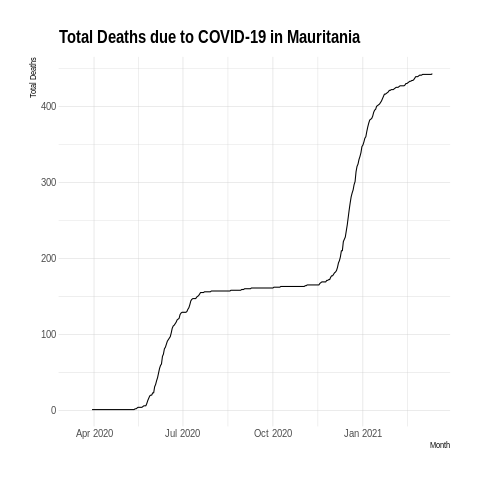 Total Deaths due to COVID-19 in Mauritania
Total Deaths
400
300
200
100
0
Apr 2020 Jul 2020 Oct 2020 Jan 2021
Month